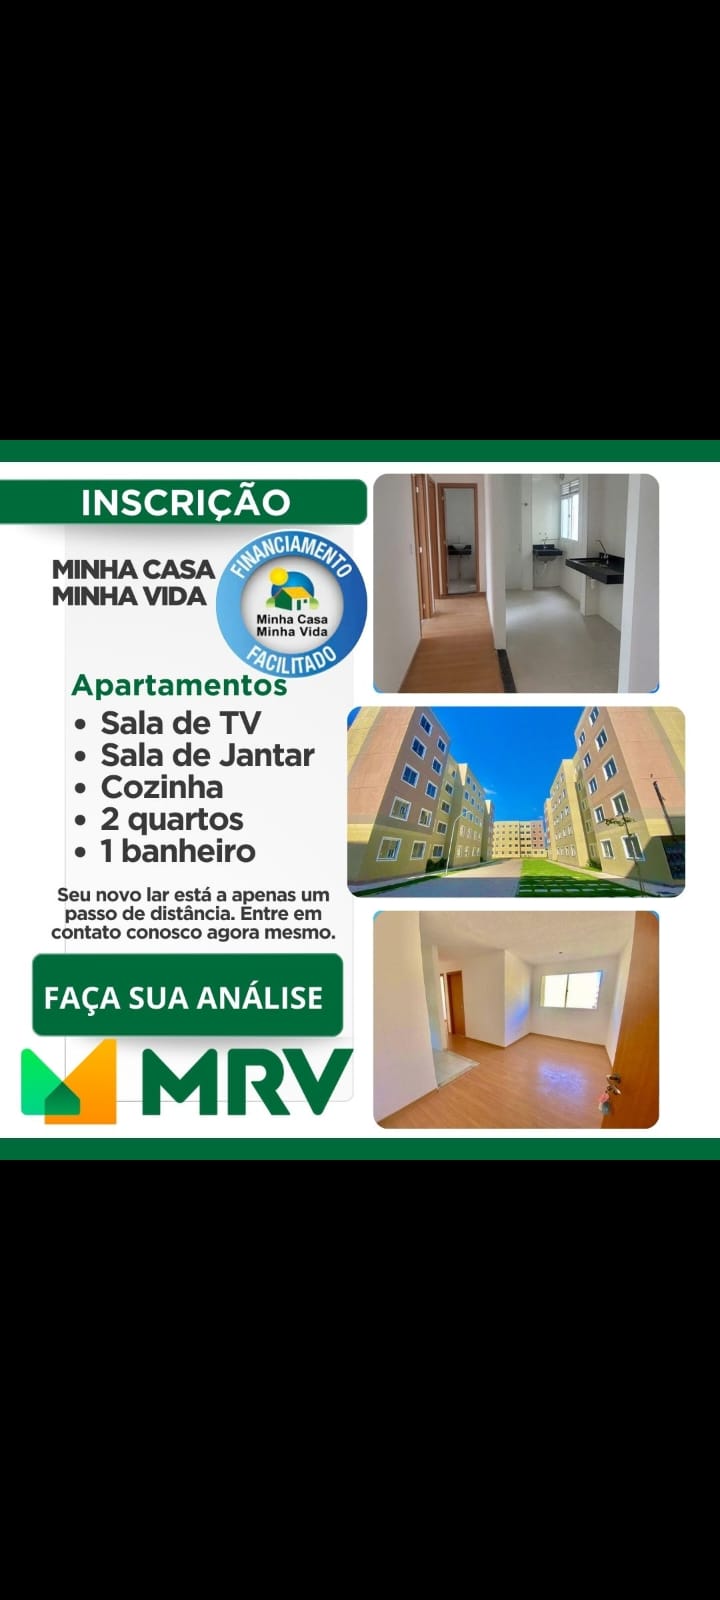 INSCRIÇÃO
MINHA CASA
MINHA VIDA
FINANCIAMENTO
Minha Casa
Minha Vida
FACILITADO
Apartamentos
• Sala de TV
• Sala de Jantar
• Cozinha
• 2 quartos
• 1 banheiro
Seu novo lar está a apenas um
passo de distância. Entre em
contato conosco agora mesmo.
FAÇA SUA ANÁLISE
MRV